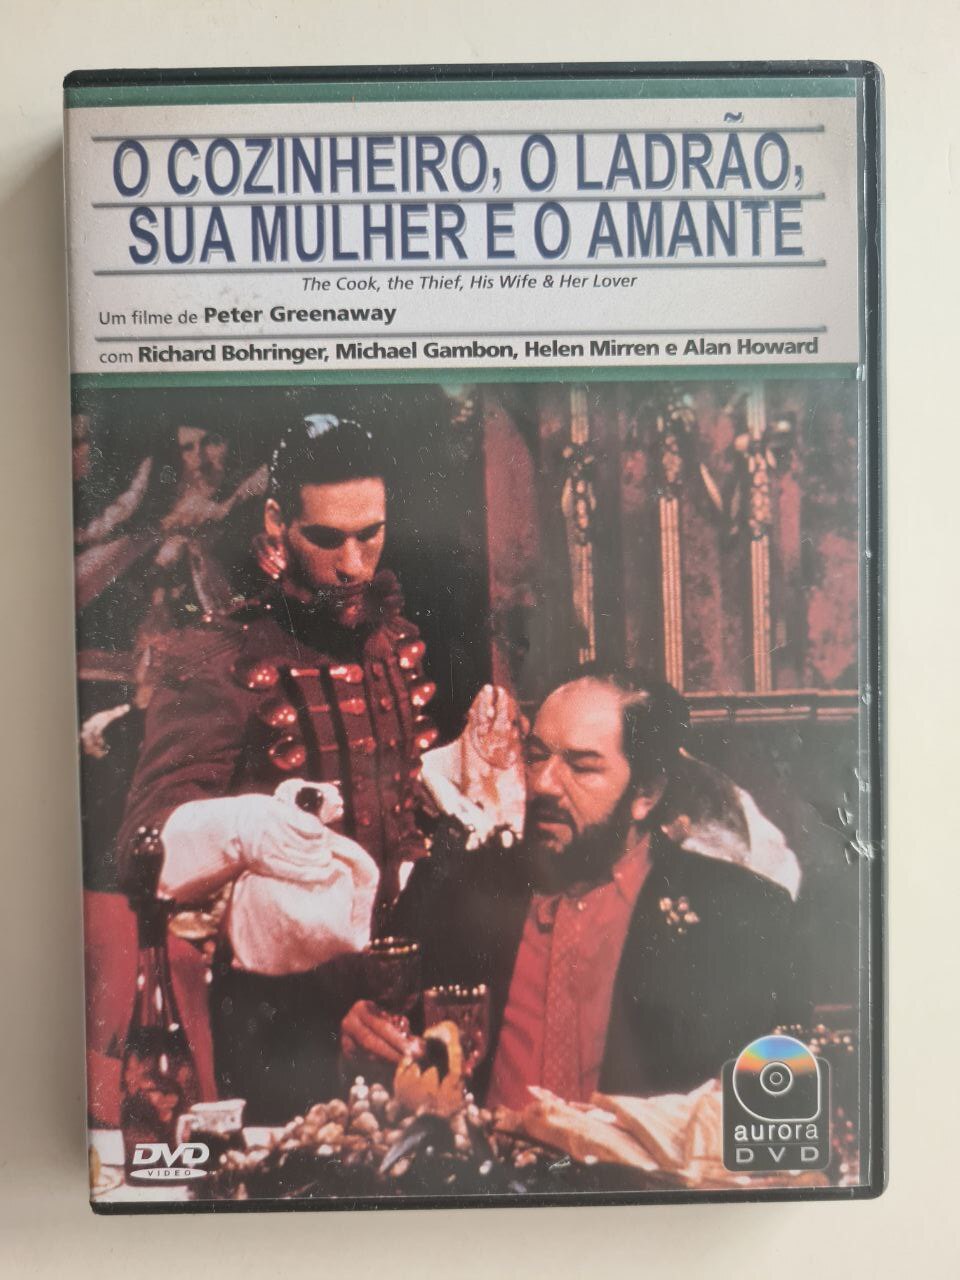 O COZINHEIRO, O LADRÃO,
SUA MULHER E O AMANTE
The Cook, the Thief, His Wife & Her Lover
Um filme de Peter Greenaway
com Richard Bohringer, Michael Gambon, Helen Mirren e Alan Howard
DVD
VIDEO
aurora
DVD